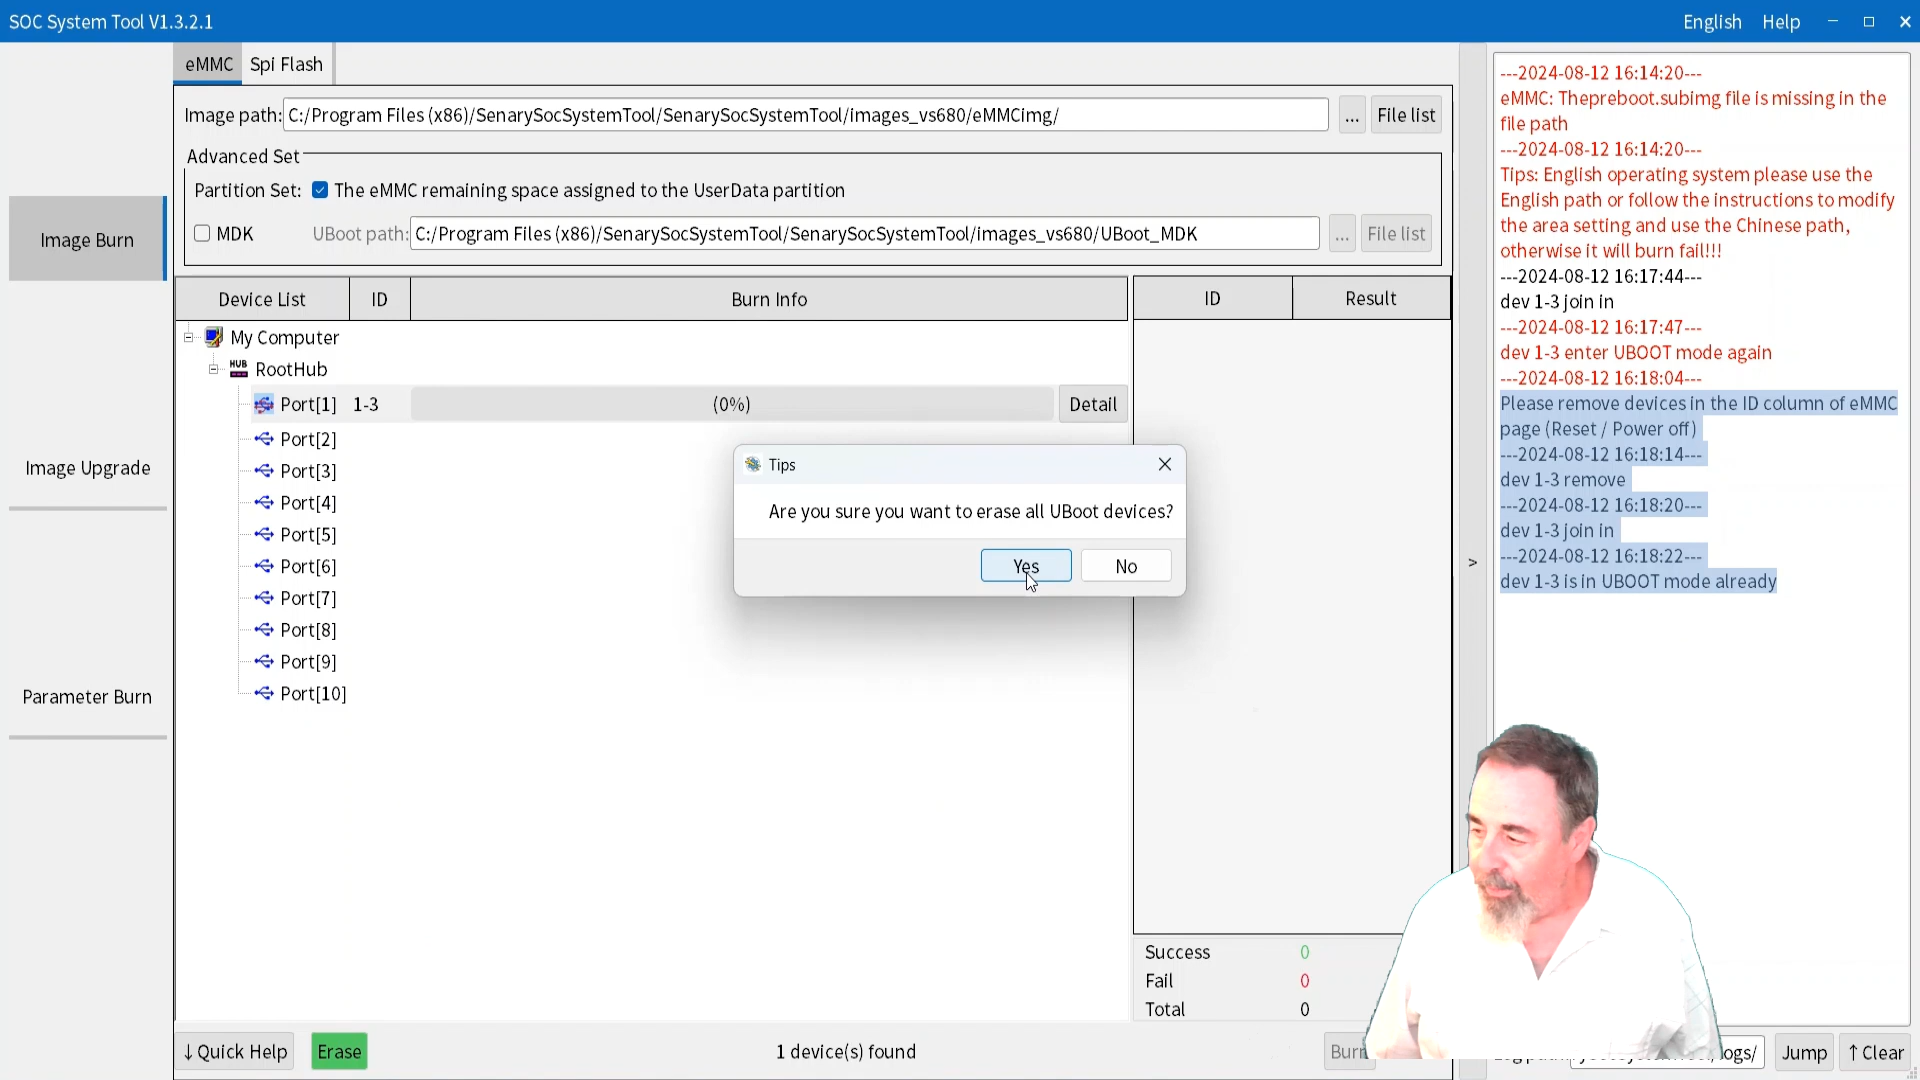 SOC System Tool V1.3.2.1
English Help
eMMC Spi Flash
Image path: C:/Program Files (x86)/SenarySocSystemTool/SenarySocSystemTool/images_vs680/eMMCimg/ ... File list
Advanced Set
Partition Set: The eMMC remaining space assigned to the UserData partition
MDK UBoot path: C:/Program Files (x86)/SenarySocSystemTool/SenarySocSystemTool/images_vs680/UBoot_MDK ... File list
Image Burn
Image Upgrade
Parameter Burn
Device List ID Burn Info
My Computer
HUB RootHub
Port[1] 1-3 (0%) Detail
Port[2]
Port[3]
Port[4]
Port[5]
Port[6]
Port[7]
Port[8]
Port[9]
Port[10]
Tips
Are you sure you want to erase all UBoot devices?
Yes No
ID Result
Success 0
Fail 0
Total 0
>
---2024-08-12 16:14:20---
eMMC: Thepreboot.subimg file is missing in the
file path
---2024-08-12 16:14:20---
Tips: English operating system please use the
English path or follow the instructions to modify
the area setting and use the Chinese path,
otherwise it will burn fail!!!
---2024-08-12 16:17:44---
dev 1-3 join in
---2024-08-12 16:17:47---
dev 1-3 enter UBOOT mode again
---2024-08-12 16:18:04---
Please remove devices in the ID column of eMMC
page (Reset / Power off)
---2024-08-12 16:18:14---
dev 1-3 remove
---2024-08-12 16:18:20---
dev 1-3 join in
---2024-08-12 16:18:22---
dev 1-3 is in UBOOT mode already
↓Quick Help Erase 1 device(s) found
Jump ↑Clear